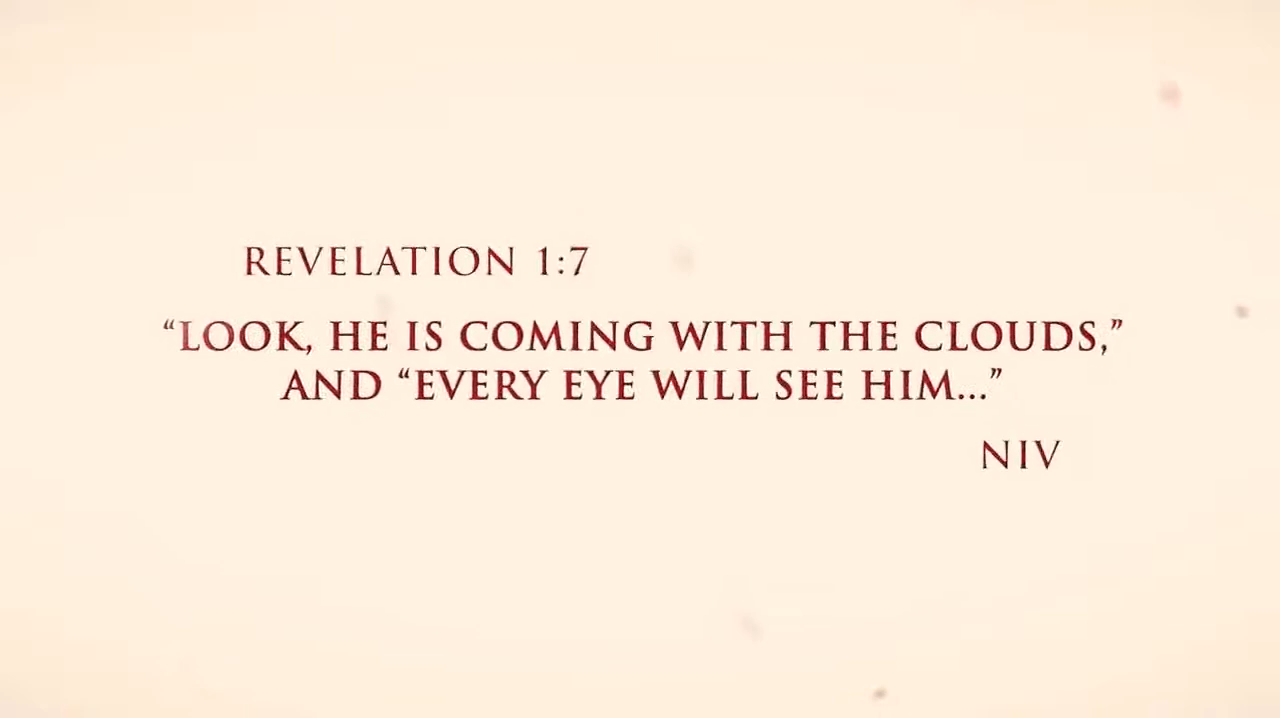 REVELATION 1:7
“LOOK, HE IS COMING WITH THE CLOUDS,”
AND “EVERY EYE WILL SEE HIM...”
NIV